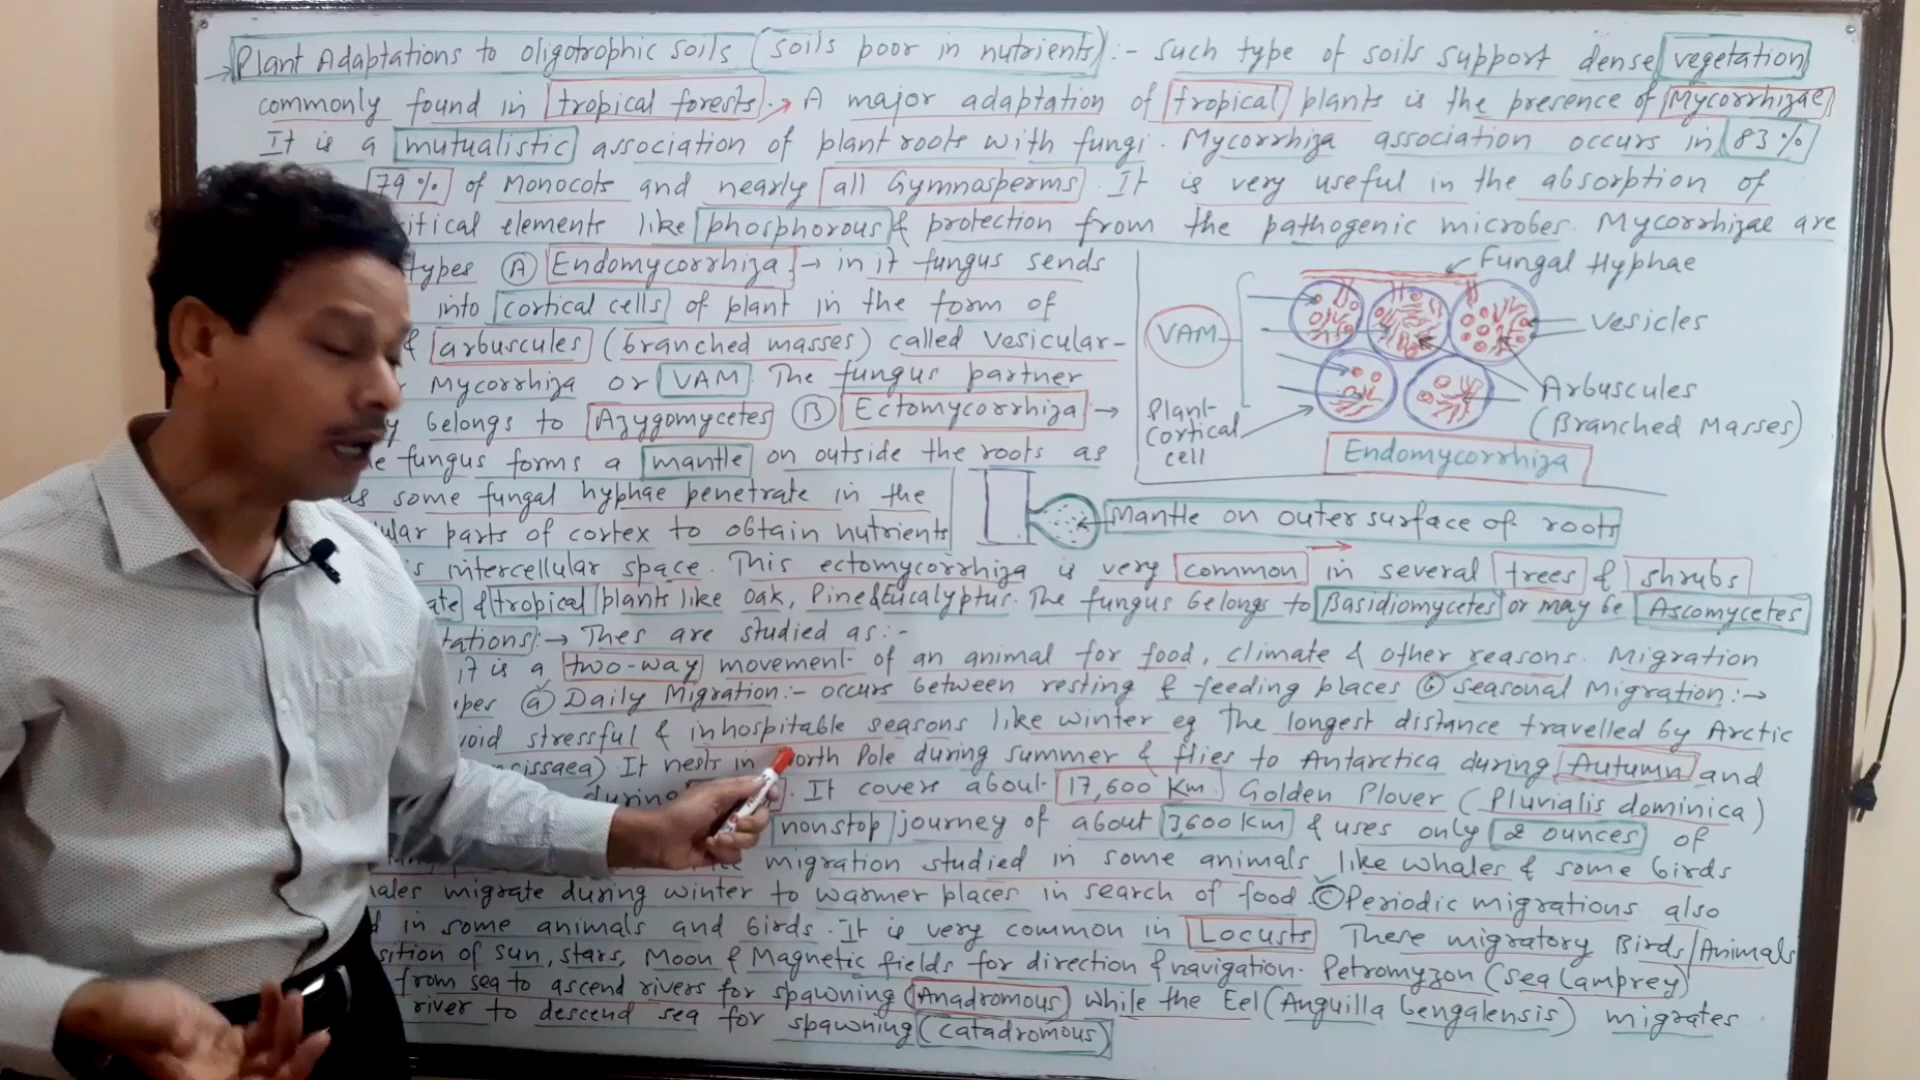 Plant Adaptations to oligotrophic soils (soils poor in nutrients):- such type of soils support dense vegetation
commonly found in tropical forests. → A major adaptation of tropical plants is the presence of Mycorrhizae
It is a mutualistic association of plant roots with fungi. Mycorrhiza association occurs in 83%
79% of Monocots and nearly all Gymnosperms. It is very useful in the absorption of
itical elements like phosphorous & protection from the pathogenic microbes. Mycorrhizae are
types (A) Endomycorrhiza → in it fungus sends
into cortical cells of plant in the form of
& arbuscules (branched masses) called vesicular-
Mycorrhiza or VAM. The fungus partner
y belongs to Azygomycetes (B) Ectomycorrhiza →
e fungus forms a mantle on outside the roots as
as some fungal hyphae penetrate in the
ular parts of cortex to obtain nutrients
s intercellular space. This ectomycorrhiza is very common in several trees & shrubs
ate & tropical plants like Oak, Pine & Eucalyptus. The fungus belongs to Basidiomycetes or may be Ascomycetes
tations:→ Thes are studied as:-
it is a two-way movement of an animal for food, climate & other reasons. Migration
ypes (a) Daily Migration:- occurs between resting & feeding places (b) seasonal Migration:→
void stressful & inhospitable seasons like winter eg The longest distance travelled by Arctic
cissaea) It nests in North Pole during summer & flies to Antarctica during Autumn and
during. It covers about 17,600 Km. Golden Plover (Pluvialis dominica)
nonstop journey of about 3,600 Km & uses only 2 ounces of
migration studied in some animals like whales & some birds
hales migrate during winter to warmer places in search of food. (C) Periodic migrations also
d in some animals and birds. It is very common in Locusts These migratory Birds/Animals
sition of sun, stars, Moon & Magnetic fields for direction & navigation. Petromyzon (sea Lamprey)
from sea to ascend rivers for spawning (Anadromous) while the Eel (Anguilla bengalensis) migrates
river to descend sea for spawning (catadromous)
Fungal Hyphae
VAM
Vesicles
Arbuscules
(Branched Masses)
Plant-
cortical
cell
Endomycorrhiza
Mantle on outer surface of roots